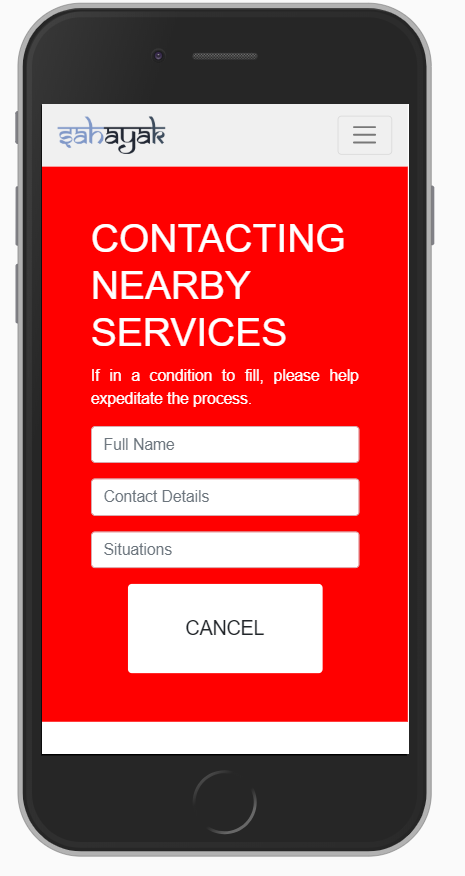 sahayak
CONTACTING
NEARBY
SERVICES
If in a condition to fill, please help
expeditate the process.
Full Name
Contact Details
Situations
CANCEL